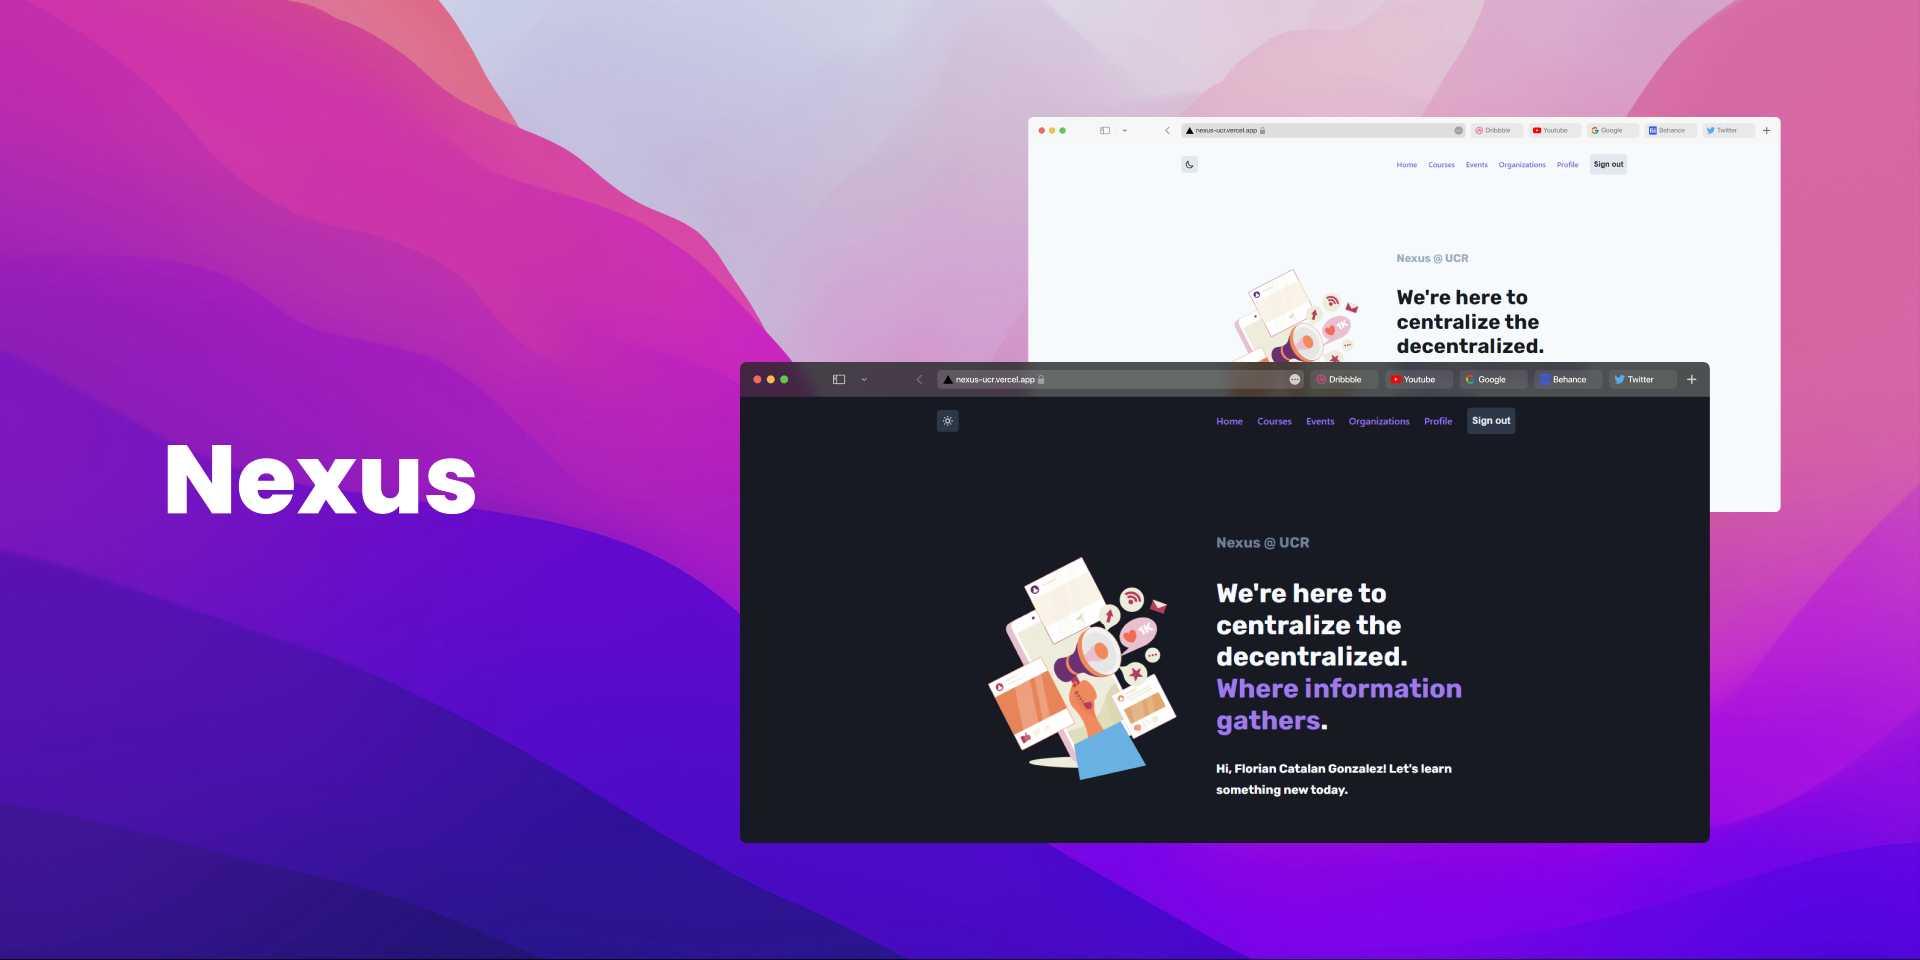 Nexus
nexus-ucr.vercel.app
Dribbble
Youtube
Google
Behance
Twitter
Home
Courses
Events
Organizations
Profile
Sign out
Nexus @ UCR
We're here to
centralize the
decentralized.
1K
nexus-ucr.vercel.app
Dribbble
Youtube
Google
Behance
Twitter
Home
Courses
Events
Organizations
Profile
Sign out
Nexus @ UCR
We're here to
centralize the
decentralized.
Where information
gathers.
Hi, Florian Catalan Gonzalez! Let's learn
something new today.
1K